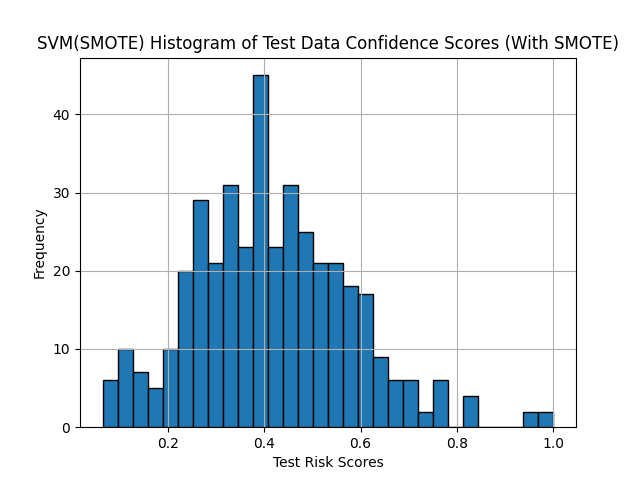 SVM(SMOTE) Histogram of Test Data Confidence Scores (With SMOTE)
40
30
20
10
0
Frequency
0.2 0.4 0.6 0.8 1.0
Test Risk Scores